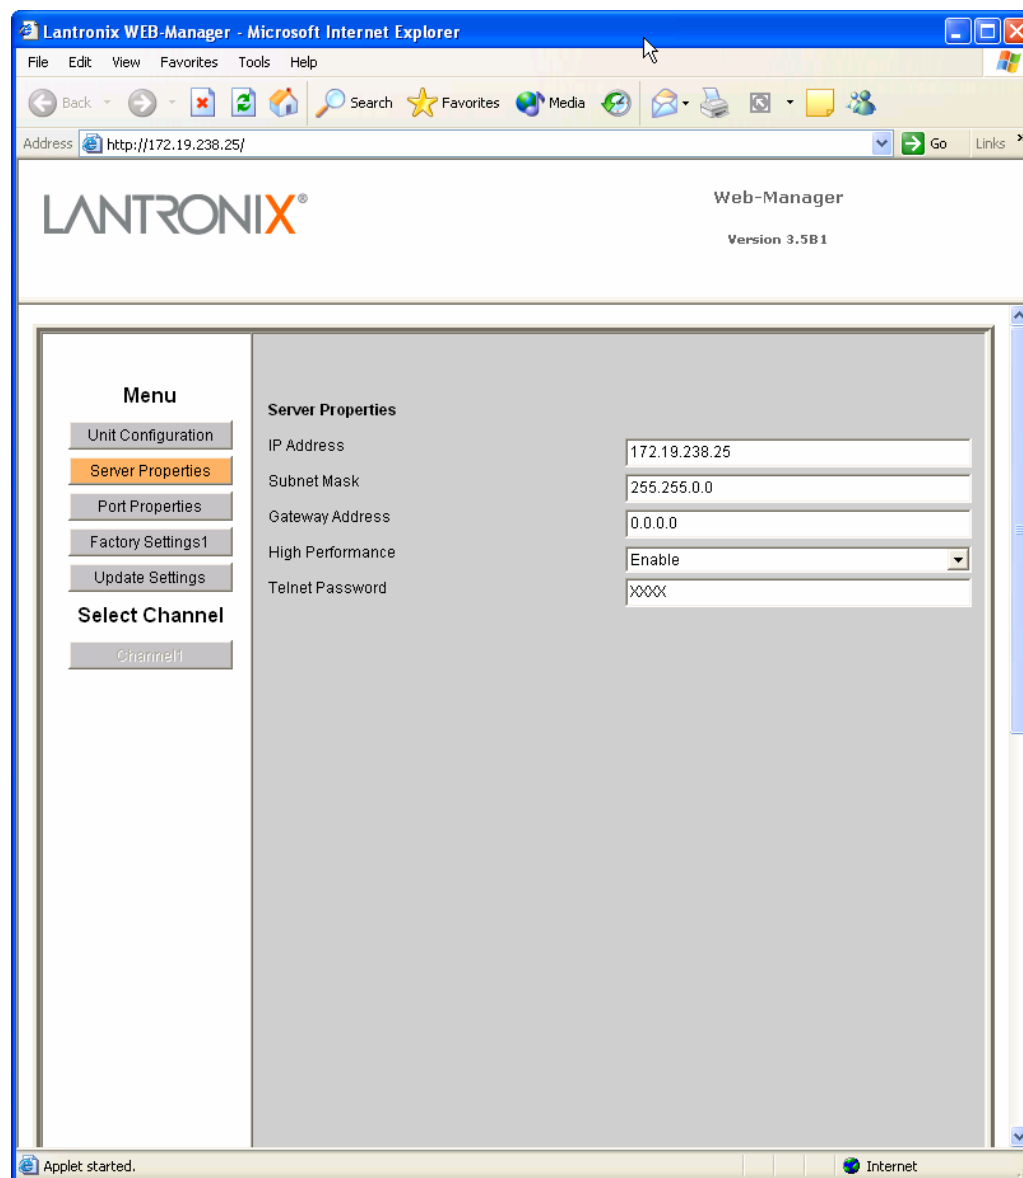 Lantronix WEB-Manager - Microsoft Internet Explorer
File Edit View Favorites Tools Help
Back Search Favorites Media
Address http://172.19.238.25/ Go Links
LANTRONIX®
Web-Manager
Version 3.5B1
Menu
Unit Configuration
Server Properties
Port Properties
Factory Settings1
Update Settings
Select Channel
Channel1
Server Properties
IP Address 172.19.238.25
Subnet Mask 255.255.0.0
Gateway Address 0.0.0.0
High Performance Enable
Telnet Password XXXX
Applet started. Internet